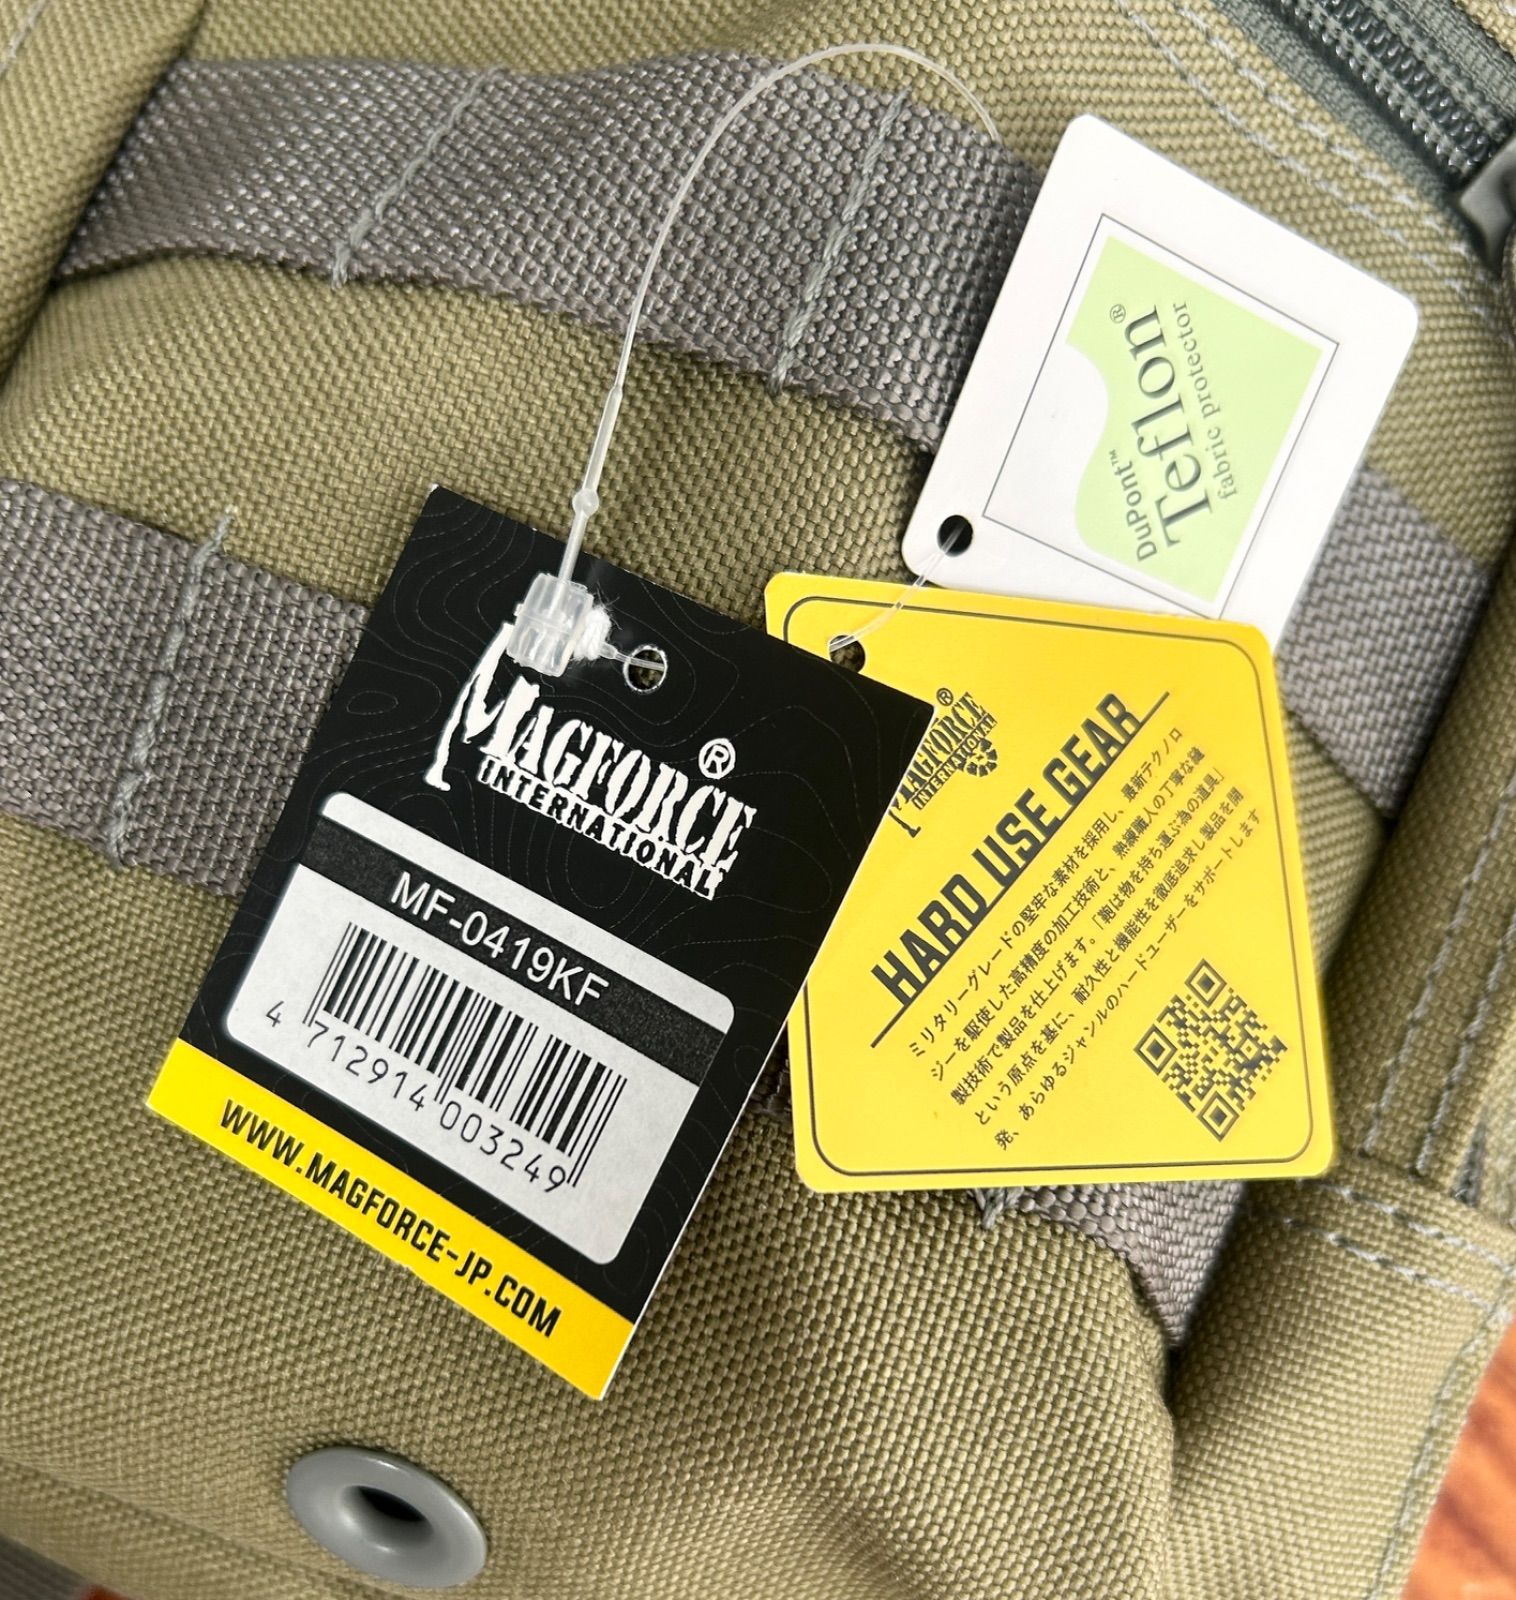 MAGFORCE®
INTERNATIONAL
MF-0419KF
4 712914 003249
WWW.MAGFORCE-JP.COM
DuPont™
Teflon®
fabric protector
MAGFORCE®
INTERNATIONAL
HARD USE GEAR
ミリタリーグレードの堅牢な素材を採用し、最新テクノロ
ジーを駆使した高精度の加工技術と、熟練職人の丁寧な縫
製技術で製品を仕上げます。「鞄は物を持ち運ぶ為の道具」
という原点を基に、耐久性と機能性を徹底追求し製品を開
発、あらゆるジャンルのハードユーザーをサポートします